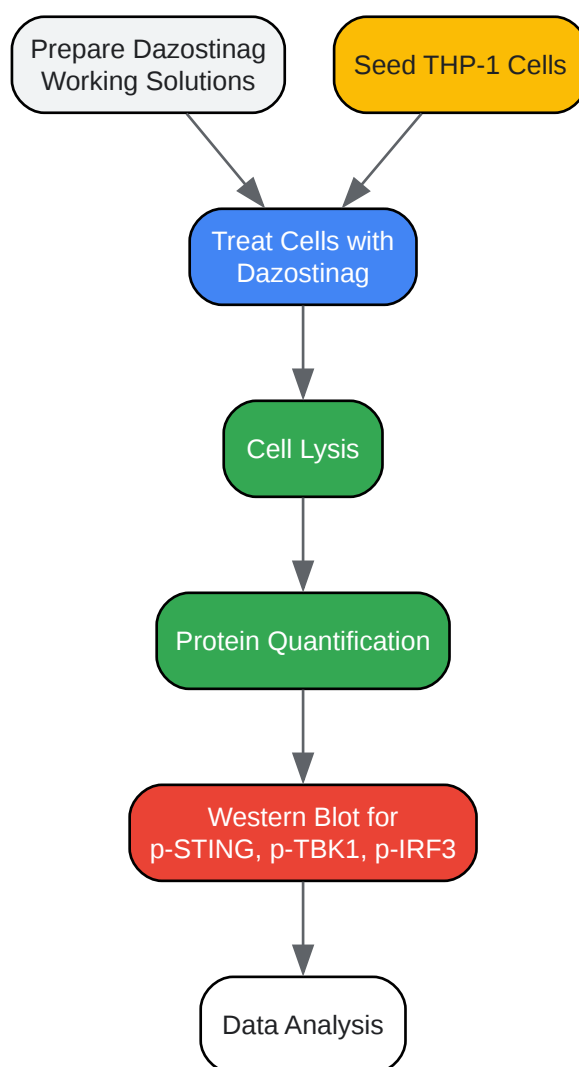 Prepare Dazostinag
Working Solutions
Seed THP-1 Cells
Treat Cells with
Dazostinag
Cell Lysis
Protein Quantification
Western Blot for
p-STING, p-TBK1, p-IRF3
Data Analysis